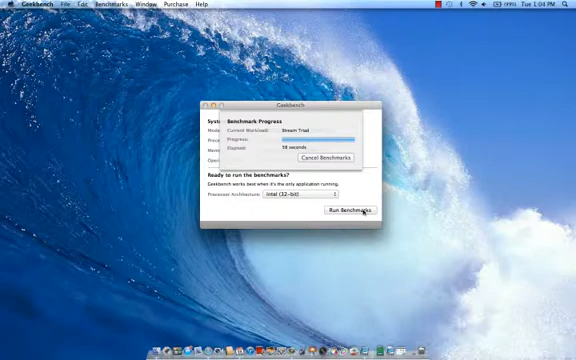 Geekbench File Edit Benchmarks Window Purchase Help (99%) Tue 1:04 PM
Geekbench
Benchmark Progress
Current Workload: Stream Triad
Progress:
Elapsed: 58 seconds
Cancel Benchmarks
Ready to run the benchmarks?
Geekbench works best when it's the only application running.
Processor Architecture: Intel (32-bit)
Run Benchmarks